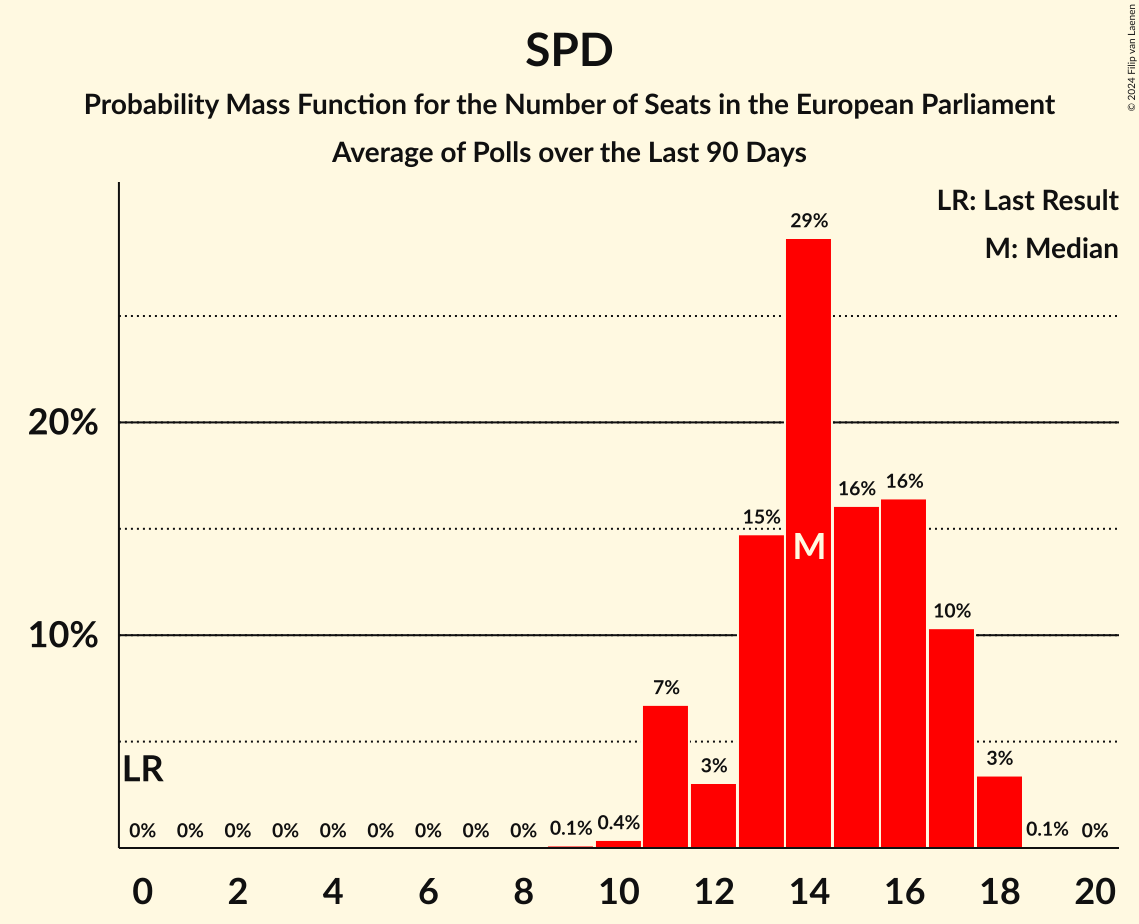 SPD
Probability Mass Function for the Number of Seats in the European Parliament
Average of Polls over the Last 90 Days
© 2024 Filip van Laenen
LR: Last Result
M: Median
29%
20%
16%
16%
15%
M
10%
10%
7%
3%
3%
LR
0%
0%
0%
0%
0%
0%
0%
0%
0%
0.1%
0.4%
0.1%
0%
0 2 4 6 8 10 12 14 16 18 20